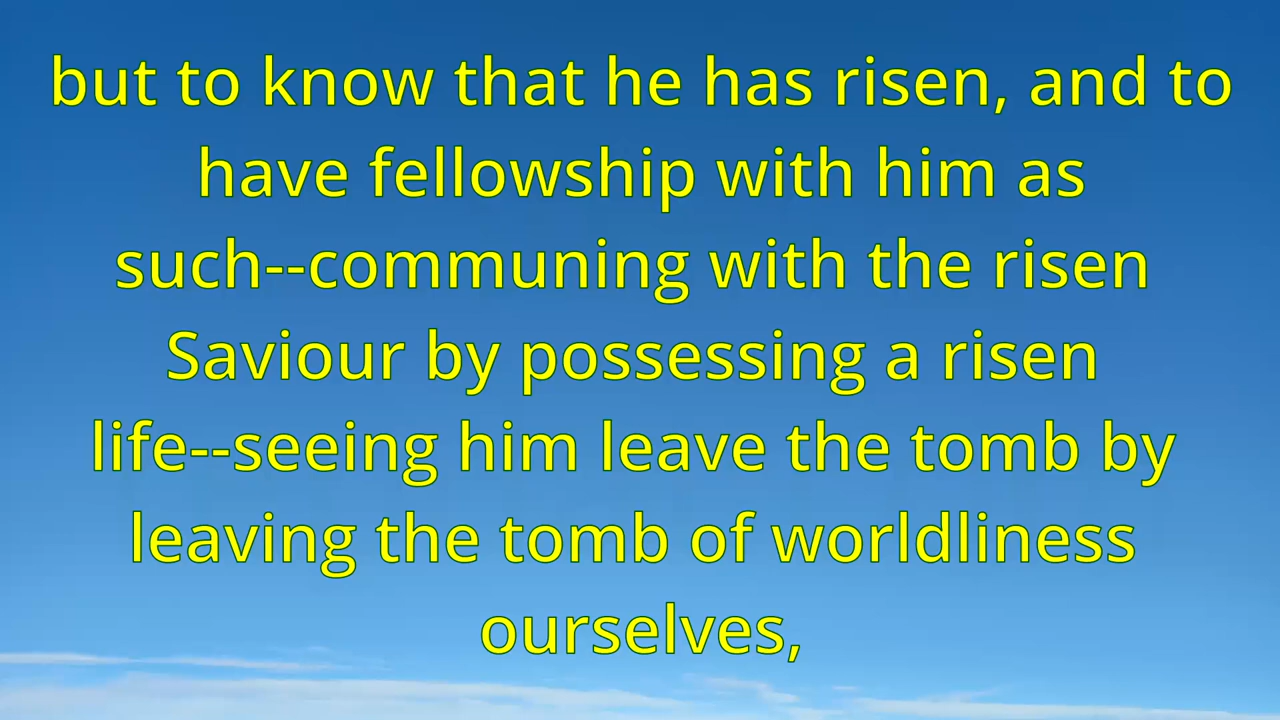 but to know that he has risen, and to
have fellowship with him as
such--communing with the risen
Saviour by possessing a risen
life--seeing him leave the tomb by
leaving the tomb of worldliness
ourselves,